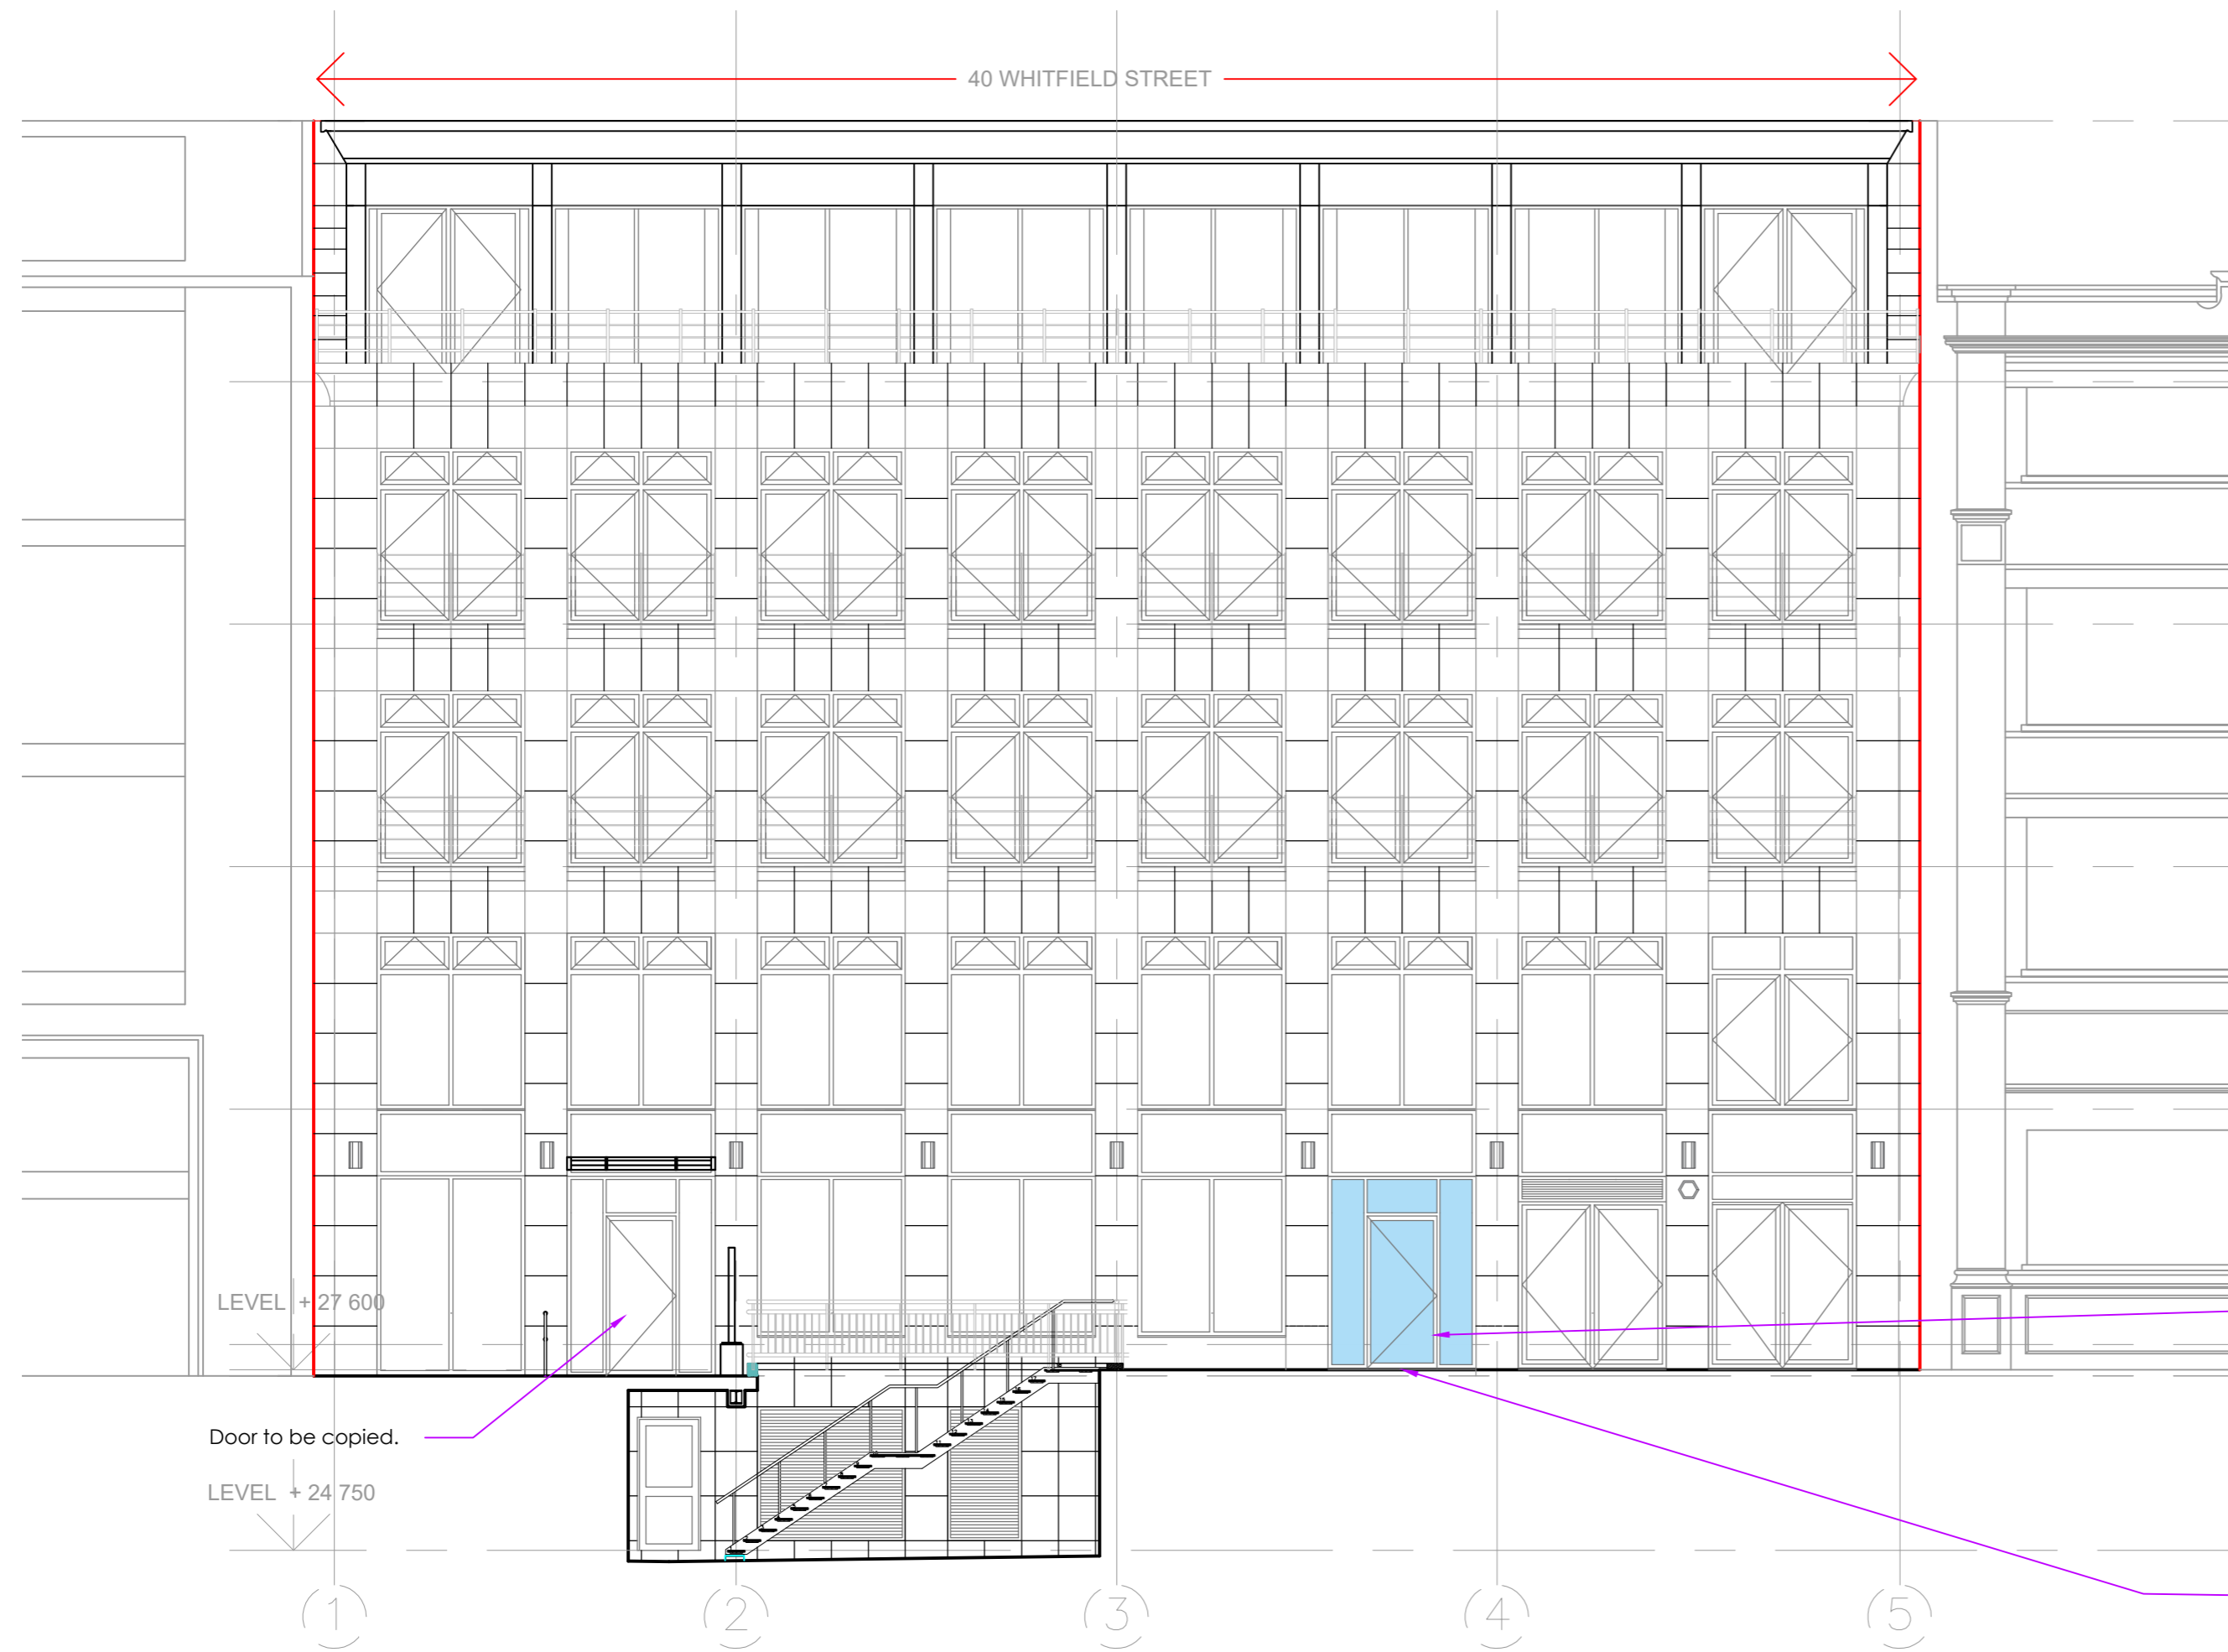 40 WHITFIELD STREET
LEVEL + 27 600
Door to be copied.
LEVEL + 24 750
1 2 3 4 5